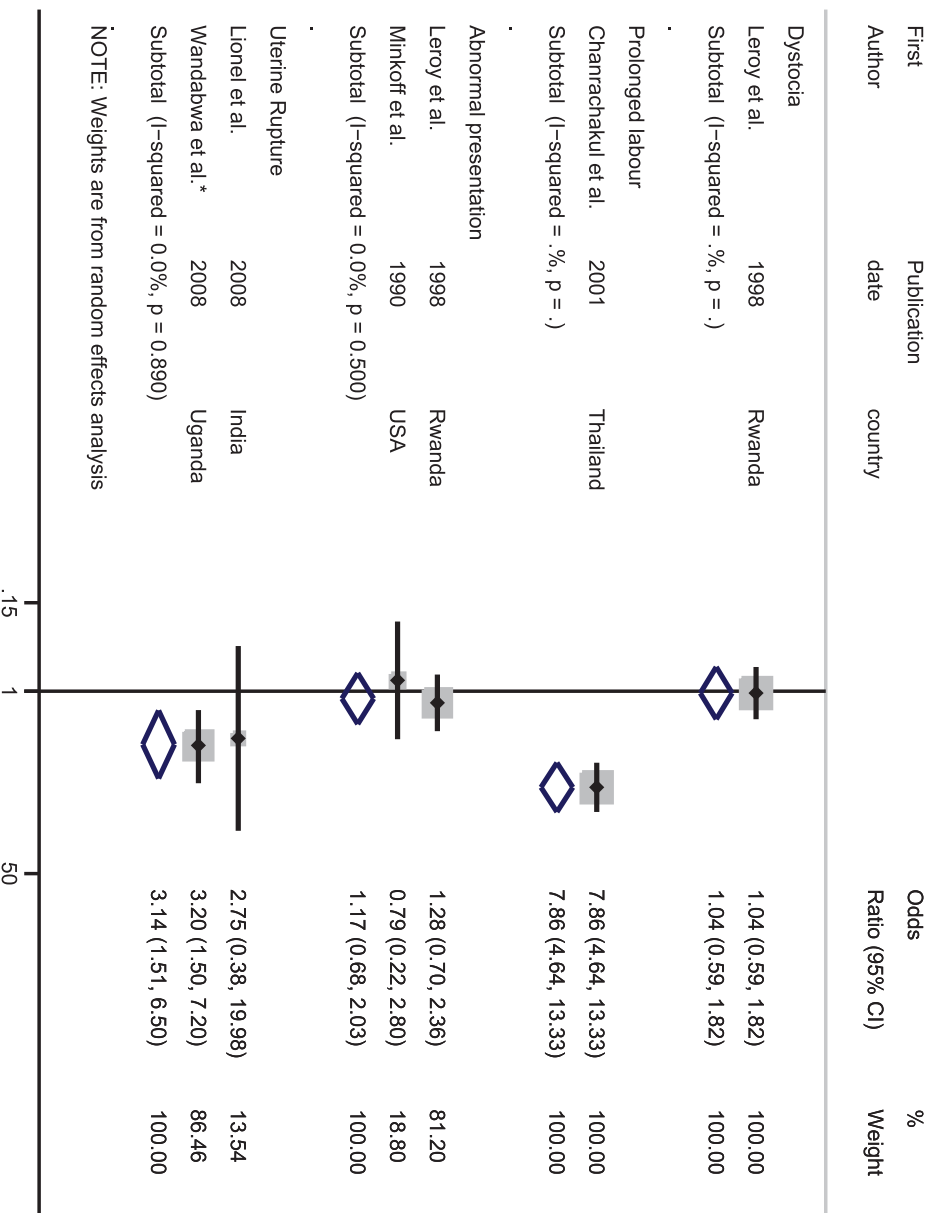 First Publication Odds %
Author date country Ratio (95% CI) Weight
Dystocia
Leroy et al. 1998 Rwanda 1.04 (0.59, 1.82) 100.00
Subtotal (I−squared = .%, p = .) 1.04 (0.59, 1.82) 100.00
.
Prolonged labour
Chanrachakul et al. 2001 Thailand 7.86 (4.64, 13.33) 100.00
Subtotal (I−squared = .%, p = .) 7.86 (4.64, 13.33) 100.00
.
Abnormal presentation
Leroy et al. 1998 Rwanda 1.28 (0.70, 2.36) 81.20
Minkoff et al. 1990 USA 0.79 (0.22, 2.80) 18.80
Subtotal (I−squared = 0.0%, p = 0.500) 1.17 (0.68, 2.03) 100.00
.
Uterine Rupture
Lionel et al. 2008 India 2.75 (0.38, 19.98) 13.54
Wandabwa et al.* 2008 Uganda 3.20 (1.50, 7.20) 86.46
Subtotal (I−squared = 0.0%, p = 0.890) 3.14 (1.51, 6.50) 100.00
.
NOTE: Weights are from random effects analysis
.15 1 50